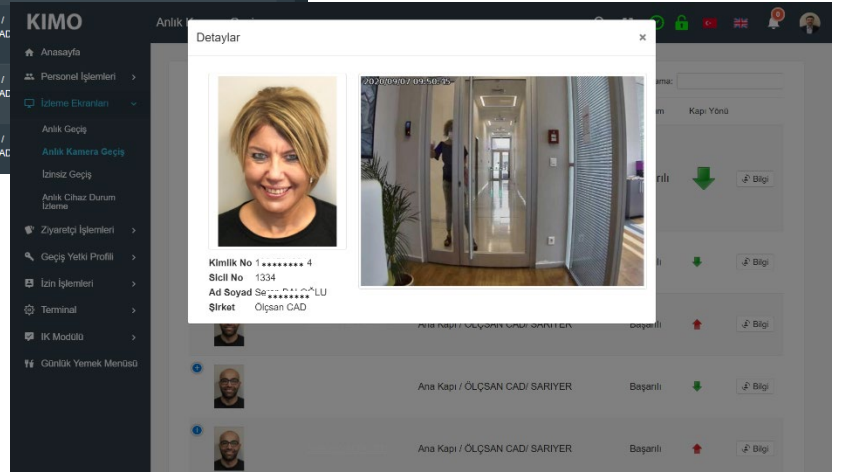 KIMO
Anasayfa
Personel İşlemleri
İzleme Ekranları
Anlık Geçiş
Anlık Kamera Geçiş
İzinsiz Geçiş
Anlık Cihaz Durum
İzleme
Ziyaretçi İşlemleri
Geçiş Yetki Profili
İzin İşlemleri
Terminal
IK Modülü
Günlük Yemek Menüsü
Detaylar ×
2020/09/07 09:50:45
Kimlik No 1******** 4
Sicil No 1334
Ad Soyad
Şirket Ölçsan CAD
Kapı Yönü
Bilgi
Bilgi
Ana Kapı / ÖLÇSAN CAD/ SARIYER Başarılı Bilgi
Ana Kapı / ÖLÇSAN CAD/ SARIYER Başarılı Bilgi
Ana Kapı / ÖLÇSAN CAD/ SARIYER Başarılı Bilgi